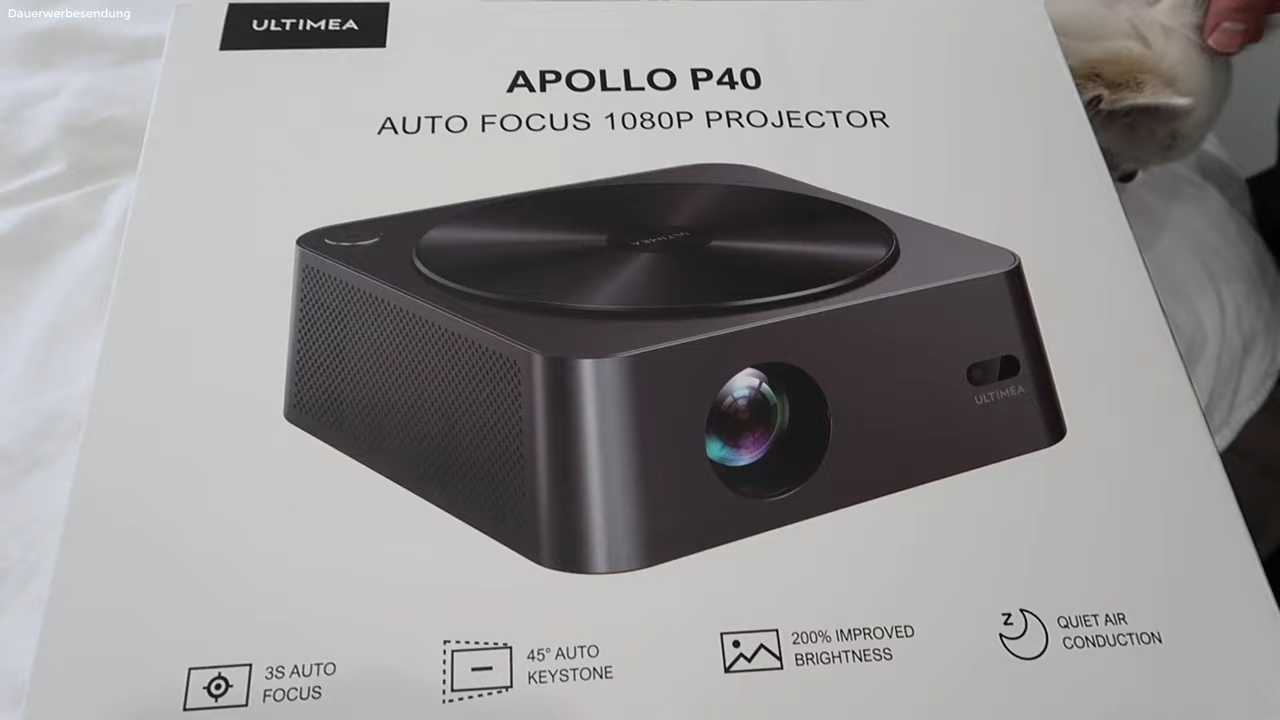 Dauerwerbesendung
ULTIMEA
APOLLO P40
AUTO FOCUS 1080P PROJECTOR
ULTIMEA
ULTIMEA
3S AUTO
FOCUS
45° AUTO
KEYSTONE
200% IMPROVED
BRIGHTNESS
Z
QUIET AIR
CONDUCTION